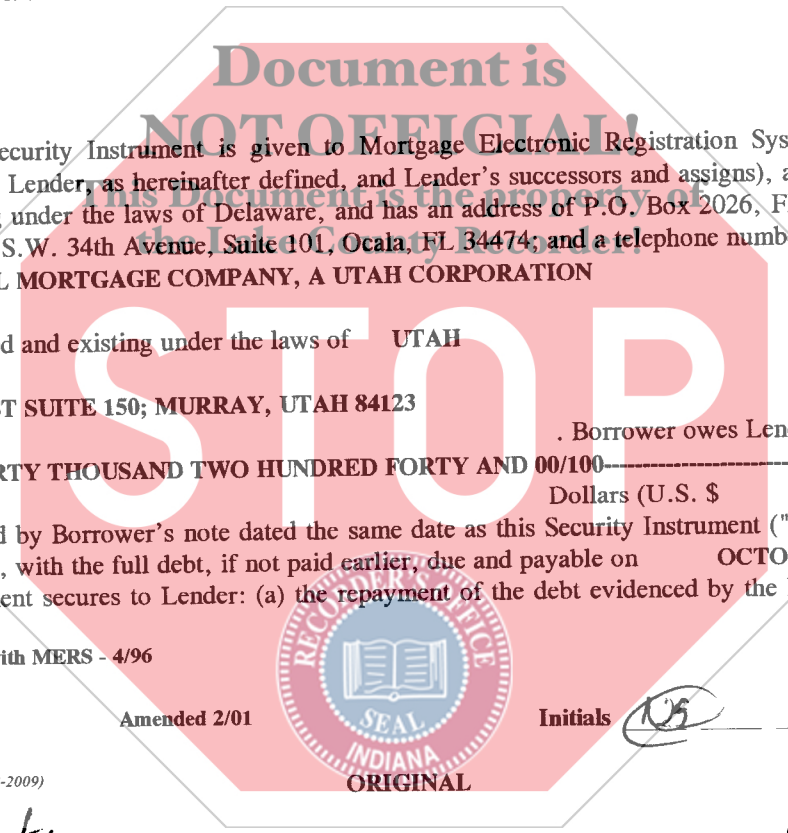 Document is
NOT OFFICIAL!
ecurity Instrument is given to Mortgage Electronic Registration Sys
Lender, as hereinafter defined, and Lender's successors and assigns), a
This Document is the property of
under the laws of Delaware, and has an address of P.O. Box 2026, F
the Lake County Recorder!
S.W. 34th Avenue, Suite 101, Ocala, FL 34474; and a telephone numb
L MORTGAGE COMPANY, A UTAH CORPORATION
STOP
d and existing under the laws of UTAH
T SUITE 150; MURRAY, UTAH 84123
. Borrower owes Len
RTY THOUSAND TWO HUNDRED FORTY AND 00/100
Dollars (U.S. $
d by Borrower's note dated the same date as this Security Instrument ("
, with the full debt, if not paid earlier, due and payable on OCTO
ent secures to Lender: (a) the repayment of the debt evidenced by the
RECORDER'S OFFICE
ith MERS - 4/96
Amended 2/01 Initials
SEAL
INDIANA
-2009) ORIGINAL